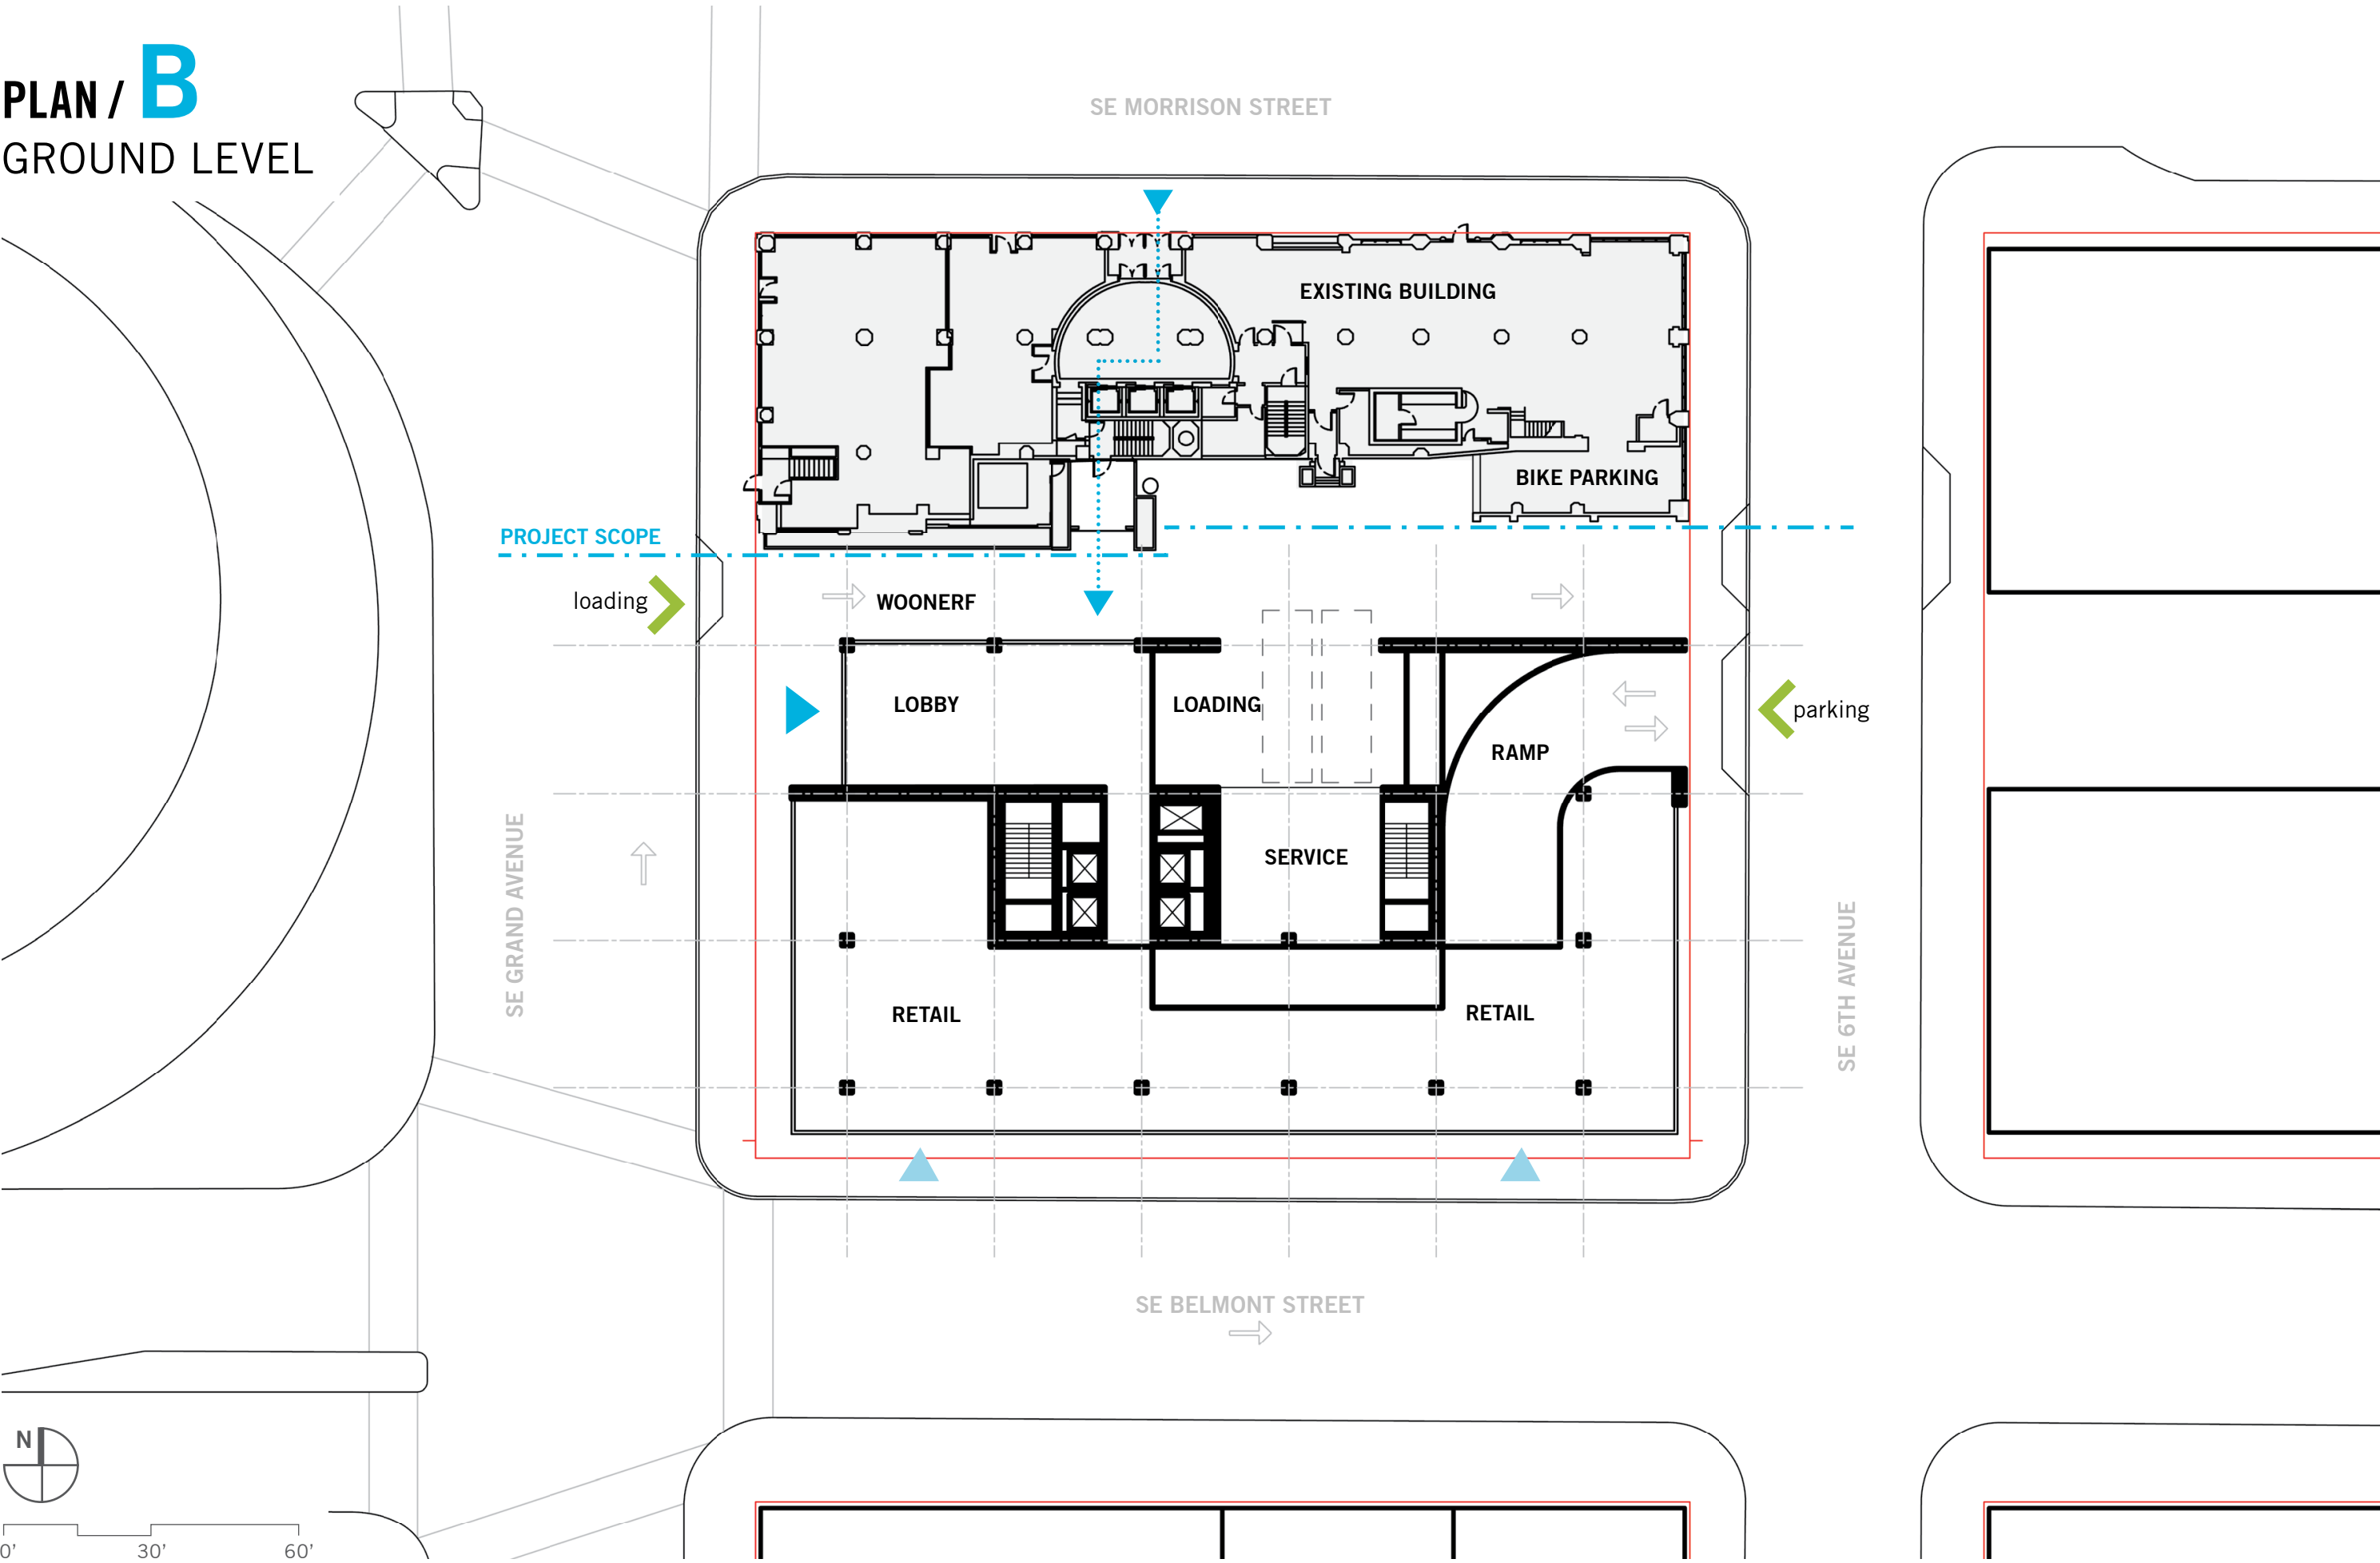 PLAN / B
GROUND LEVEL
SE MORRISON STREET
EXISTING BUILDING
BIKE PARKING
PROJECT SCOPE
loading
WOONERF
LOBBY
LOADING
parking
RAMP
SERVICE
SE GRAND AVENUE
SE 6TH AVENUE
RETAIL
RETAIL
SE BELMONT STREET
N
0’ 30’ 60’